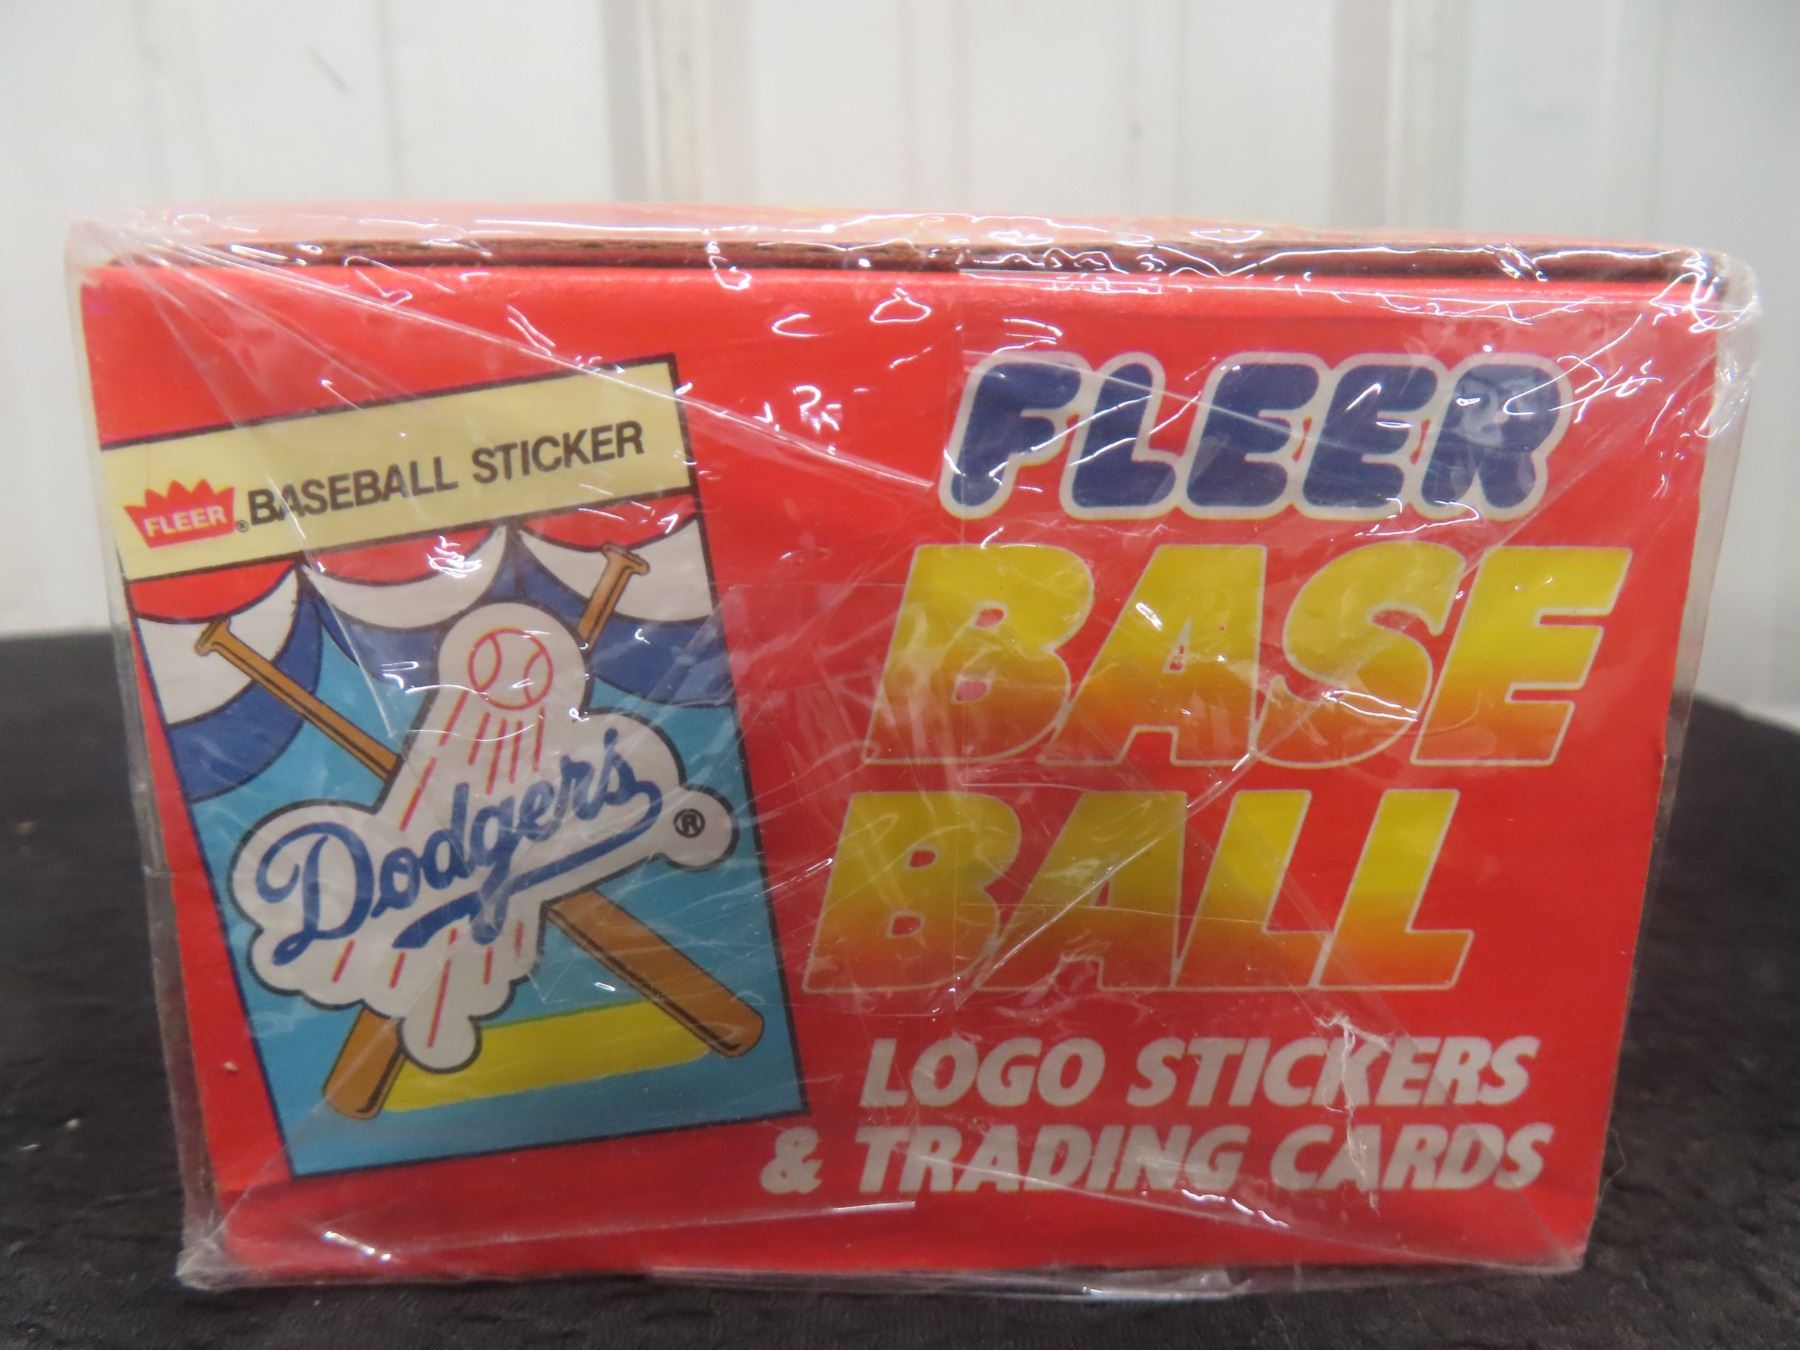 FLEER® BASEBALL STICKER
Dodgers®
FLEER
BASE
BALL
LOGO STICKERS
& TRADING CARDS